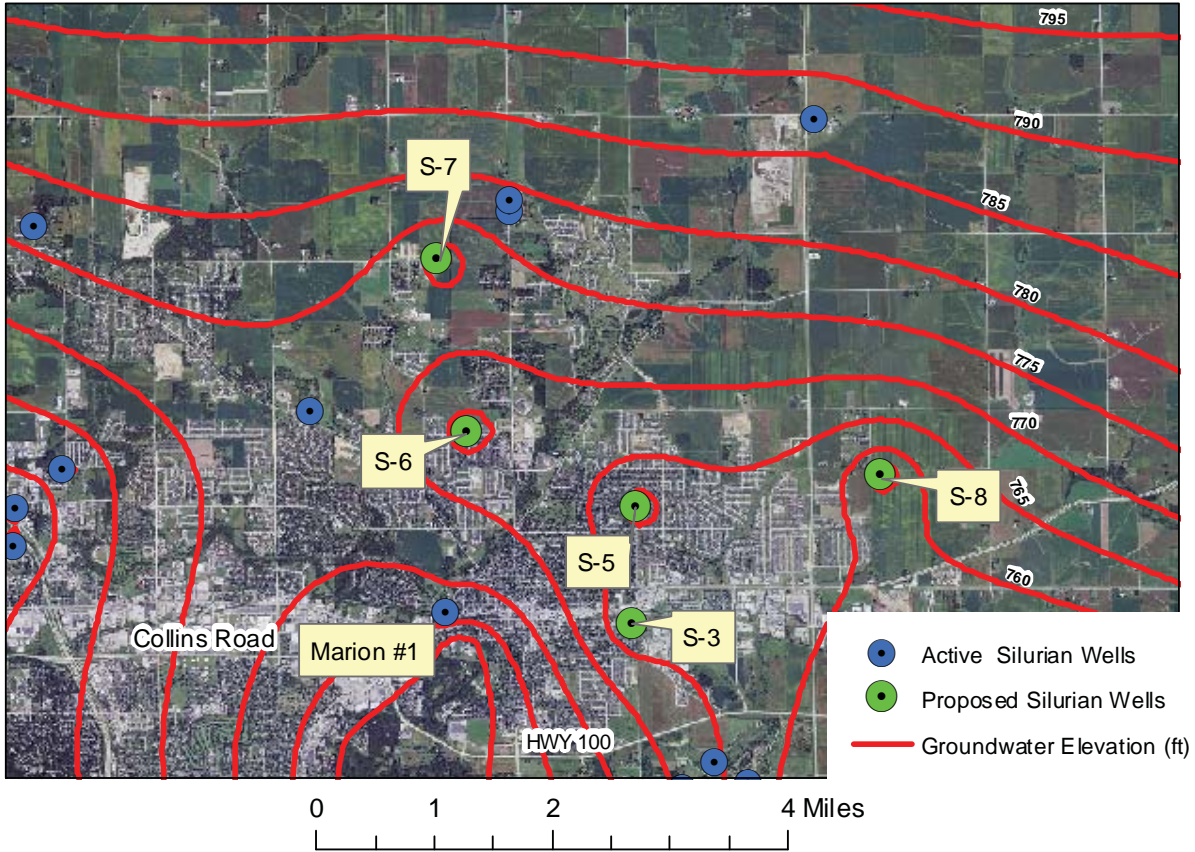 795
790
785
780
775
770
765
760
S-7
S-6
S-8
S-5
S-3
Collins Road
Marion #1
HWY 100
Active Silurian Wells
Proposed Silurian Wells
Groundwater Elevation (ft)
0 1 2 4 Miles